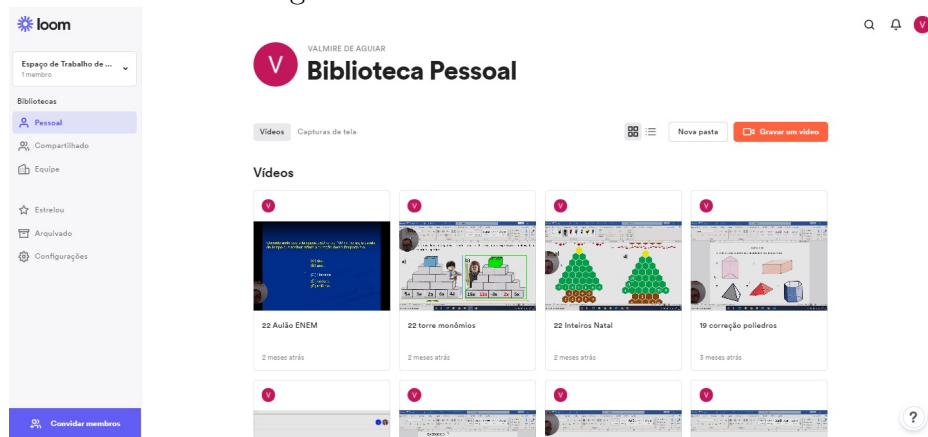 loom
VALMIRE DE AGUIAR
V
Biblioteca Pessoal
V
Espaço de Trabalho de ...
1 membro
Bibliotecas
Pessoal
Compartilhado
Equipe
Estrelou
Arquivado
Configurações
Convidar membros
Vídeos
Capturas de tela
Nova pasta
Gravar um vídeo
Vídeos
V
V
V
V
a)
b)
d)
22 Aulão ENEM
22 torre monômios
22 Inteiros Natal
19 correção poliedros
2 meses atrás
2 meses atrás
2 meses atrás
3 meses atrás
V
V
V
V
?